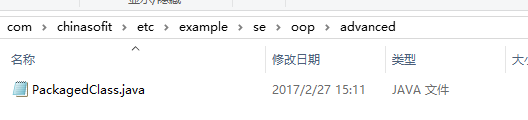 com > chinasofit > etc > example > se > oop > advanced
名称 修改日期 类型
PackagedClass.java 2017/2/27 15:11 JAVA 文件